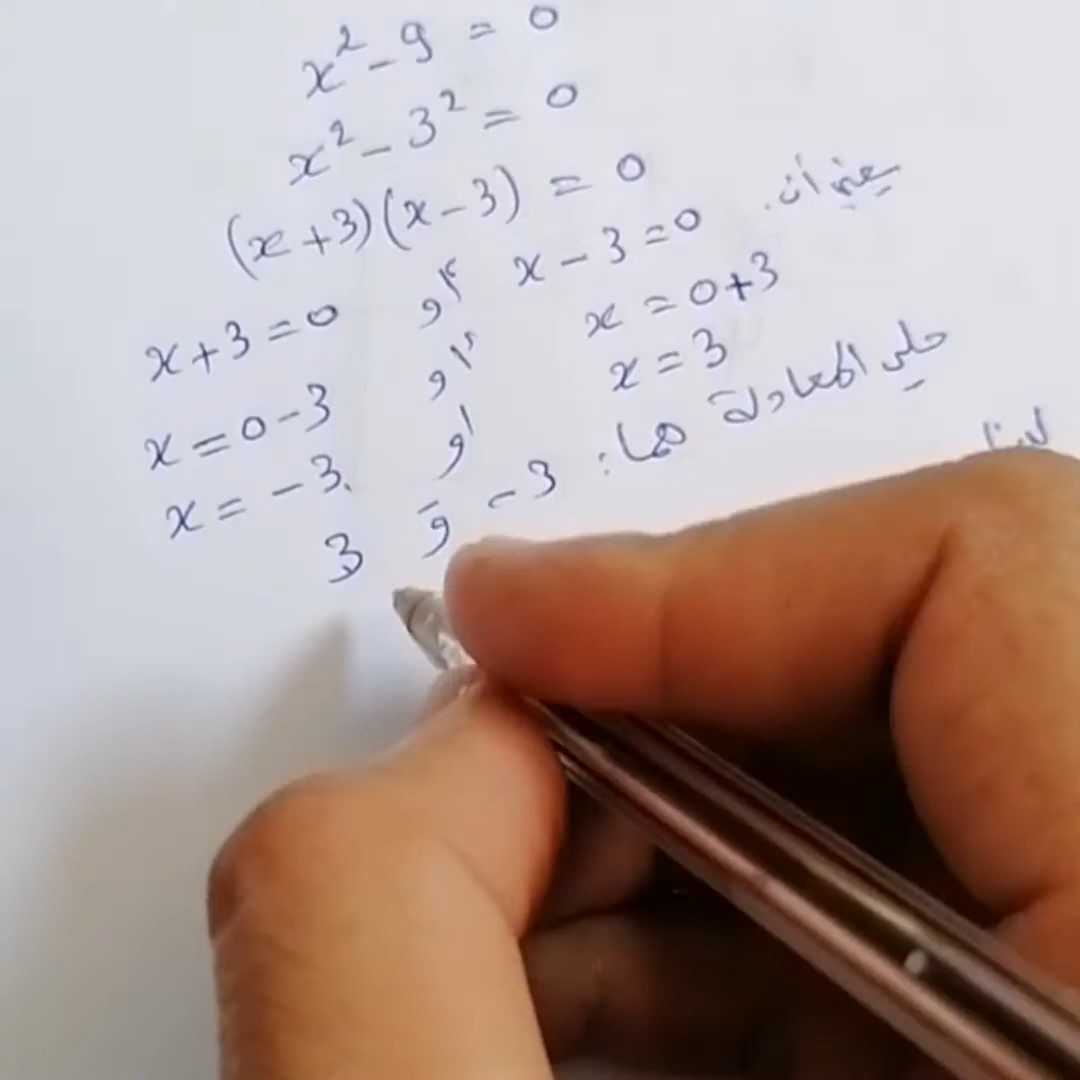 x² - 9 = 0
x² - 3² = 0
(x+3)(x-3) = 0
يعني أن.
x+3=0 أو x-3=0
x=0-3 أو x=0+3
x=-3. أو x=3
حلي المعادلة هما: -3 و 3